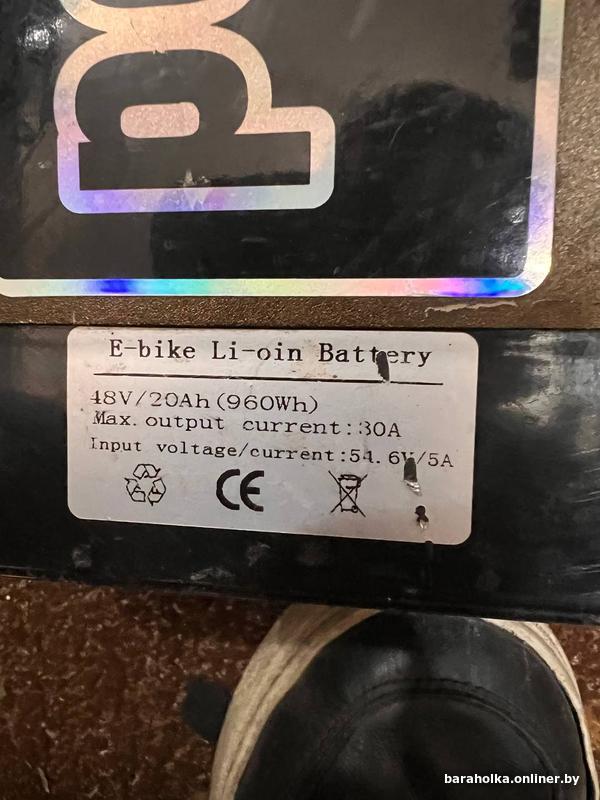 E-bike Li-oin Battery
48V/20Ah(960Wh)
Max. output current:30A
Input voltage/current:54.6V/5A
CE
baraholka.onliner.by